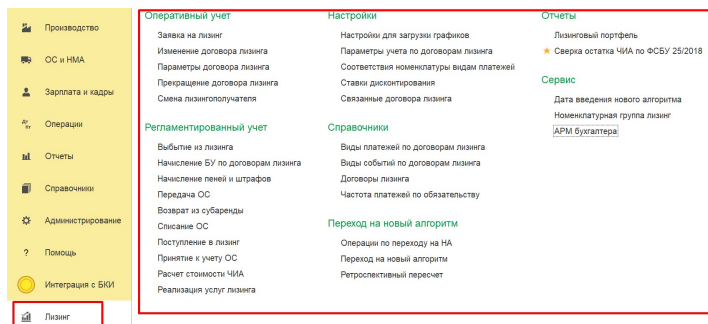 Производство
ОС и НМА
Зарплата и кадры
Дт Кт
Операции
Отчеты
Справочники
Администрирование
?
Помощь
Интеграция с БКИ
Лизинг
Оперативный учет
Заявка на лизинг
Изменение договора лизинга
Параметры договора лизинга
Прекращение договора лизинга
Смена лизингополучателя
Регламентированный учет
Выбытие из лизинга
Начисление БУ по договорам лизинга
Начисление пеней и штрафов
Передача ОС
Возврат из субаренды
Списание ОС
Поступление в лизинг
Принятие к учету ОС
Расчет стоимости ЧИА
Реализация услуг лизинга
Настройки
Настройки для загрузки графиков
Параметры учета по договорам лизинга
Соответствия номенклатуры видам платежей
Ставки дисконтирования
Связанные договора лизинга
Справочники
Виды платежей по договорам лизинга
Виды событий по договорам лизинга
Договоры лизинга
Частота платежей по обязательству
Переход на новый алгоритм
Операции по переходу на НА
Переход на новый алгоритм
Ретроспективный пересчет
Отчеты
Лизинговый портфель
Сверка остатка ЧИА по ФСБУ 25/2018
Сервис
Дата введения нового алгоритма
Номенклатурная группа лизинг
АРМ бухгалтера